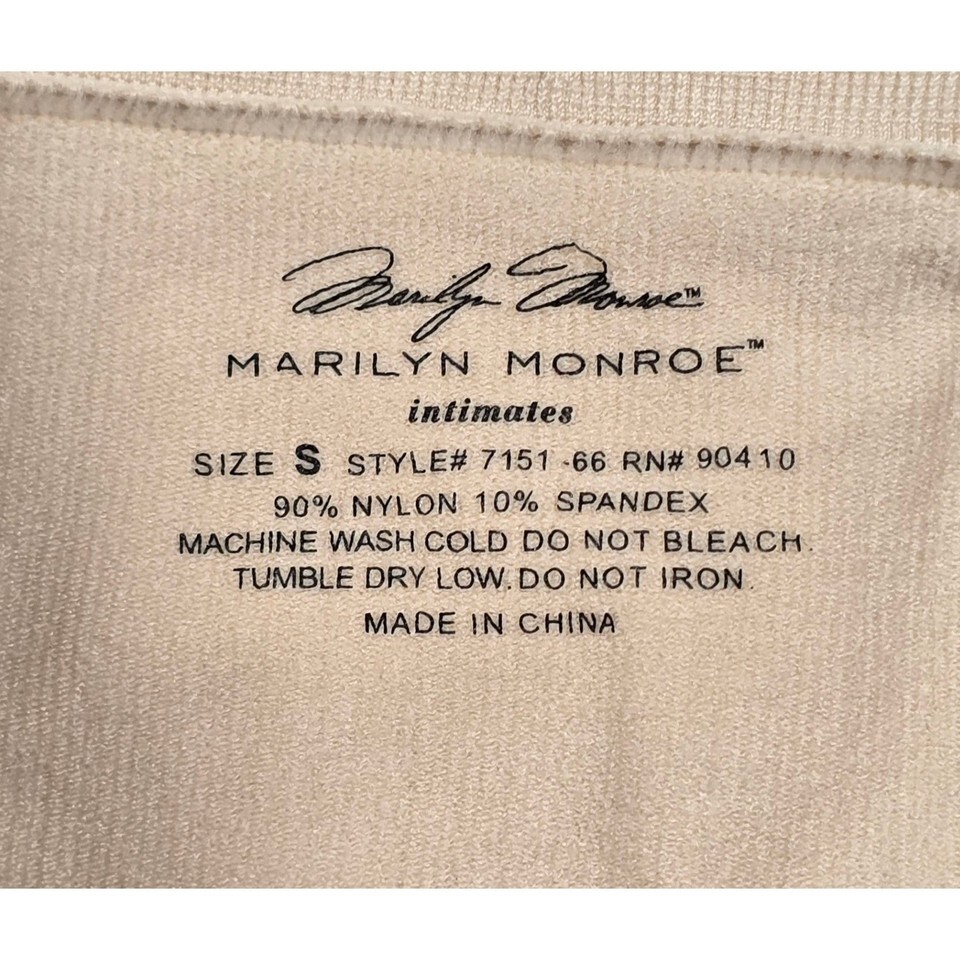 Marilyn Monroe™
MARILYN MONROE™
intimates
SIZE S STYLE# 7151-66 RN# 90410
90% NYLON 10% SPANDEX
MACHINE WASH COLD DO NOT BLEACH.
TUMBLE DRY LOW. DO NOT IRON.
MADE IN CHINA